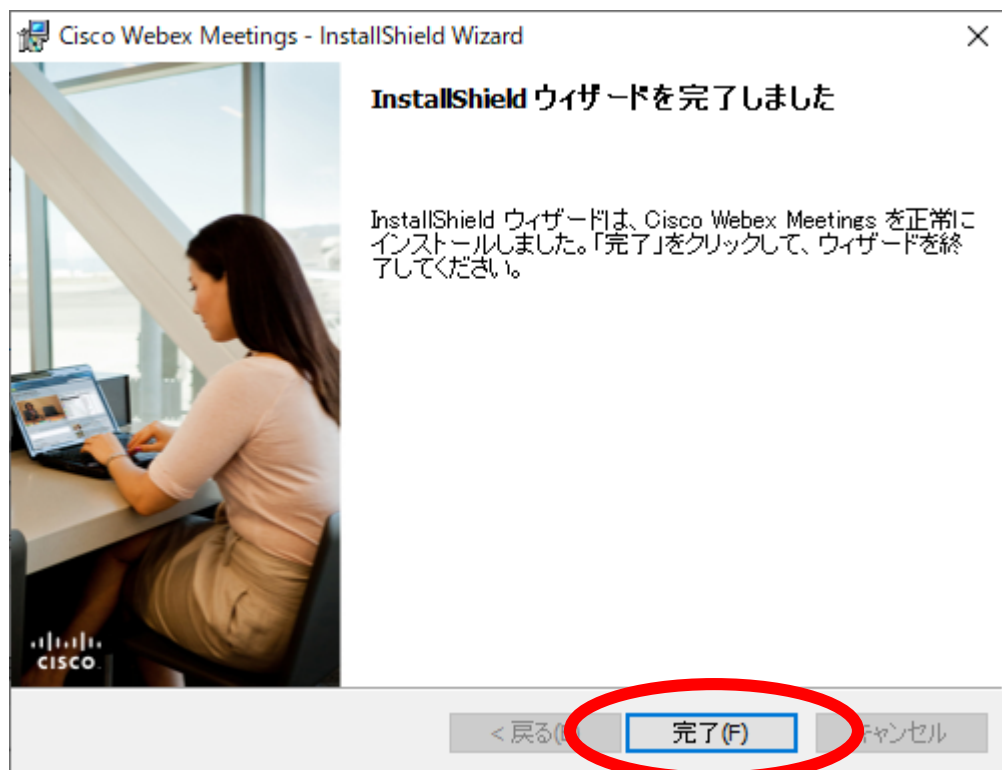 Cisco Webex Meetings - InstallShield Wizard
InstallShield ウィザードを完了しました
InstallShield ウィザードは、Cisco Webex Meetings を正常に
インストールしました。「完了」をクリックして、ウィザードを終
了してください。
CISCO
< 戻る(
完了(F)
ャンセル